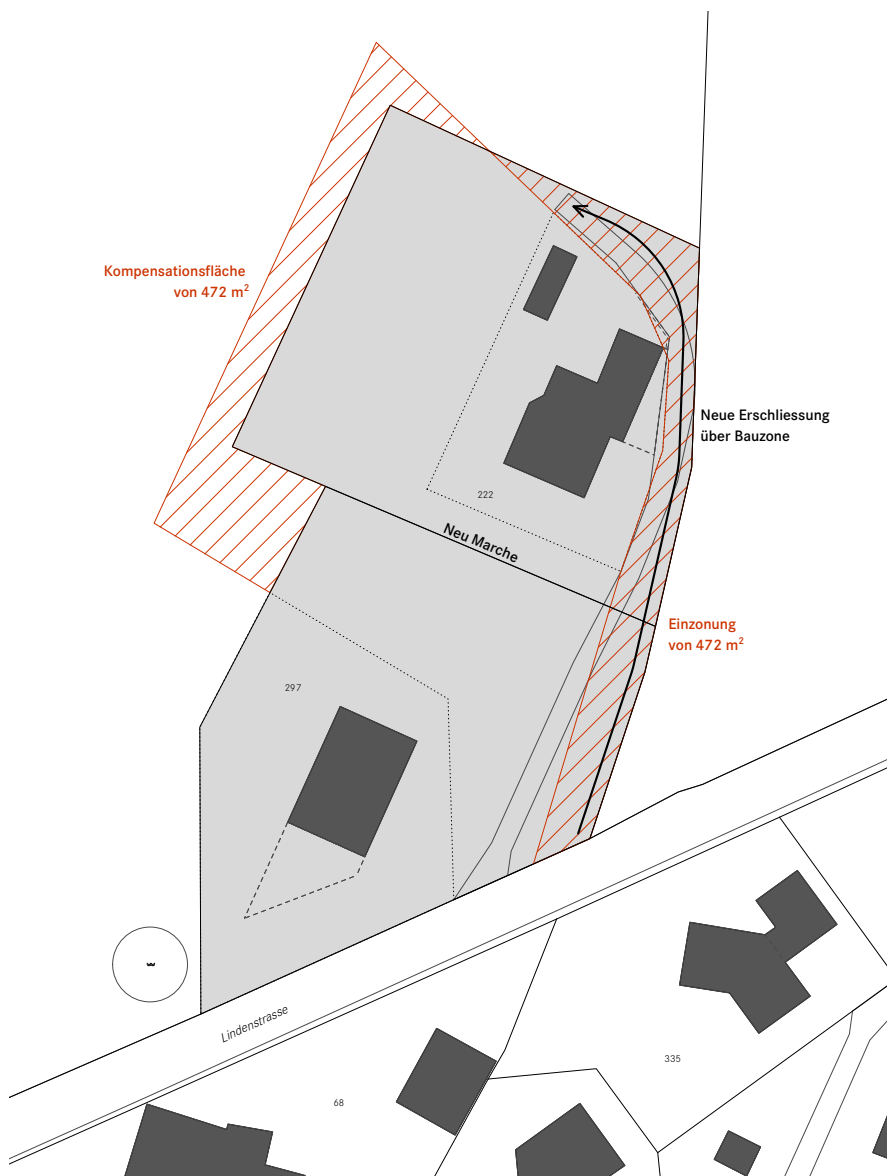 Kompensationsfläche
von 472 m²
Neue Erschliessung
über Bauzone
222
Neu Marche
Einzonung
von 472 m²
297
Lindenstrasse
335
68